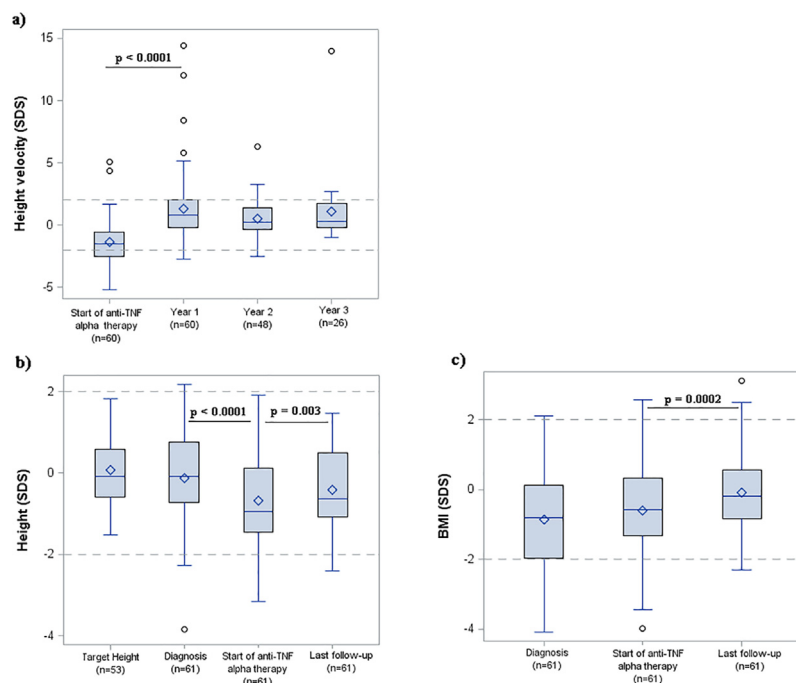 a)
Height velocity (SDS)
15
10
5
0
-5
p < 0.0001
Start of anti-TNF
alpha therapy
(n=60)
Year 1
(n=60)
Year 2
(n=48)
Year 3
(n=26)
b)
Height (SDS)
2
0
-2
-4
p < 0.0001
p = 0.003
Target Height
(n=53)
Diagnosis
(n=61)
Start of anti-TNF
alpha therapy
(n=61)
Last follow-up
(n=61)
c)
BMI (SDS)
2
0
-2
-4
p = 0.0002
Diagnosis
(n=61)
Start of anti-TNF
alpha therapy
(n=61)
Last follow-up
(n=61)